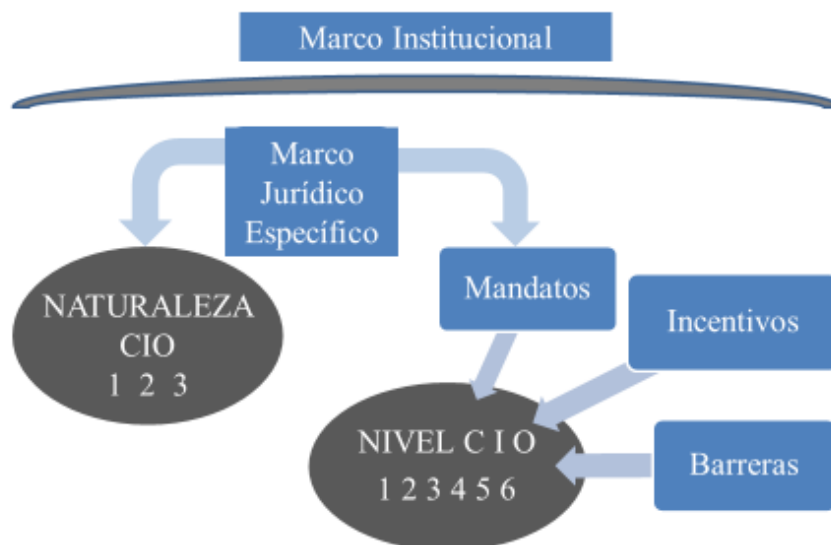 Marco Institucional
Marco
Jurídico
Específico
NATURALEZA
CIO
1 2 3
Mandatos
Incentivos
NIVEL C I O
1 2 3 4 5 6
Barreras